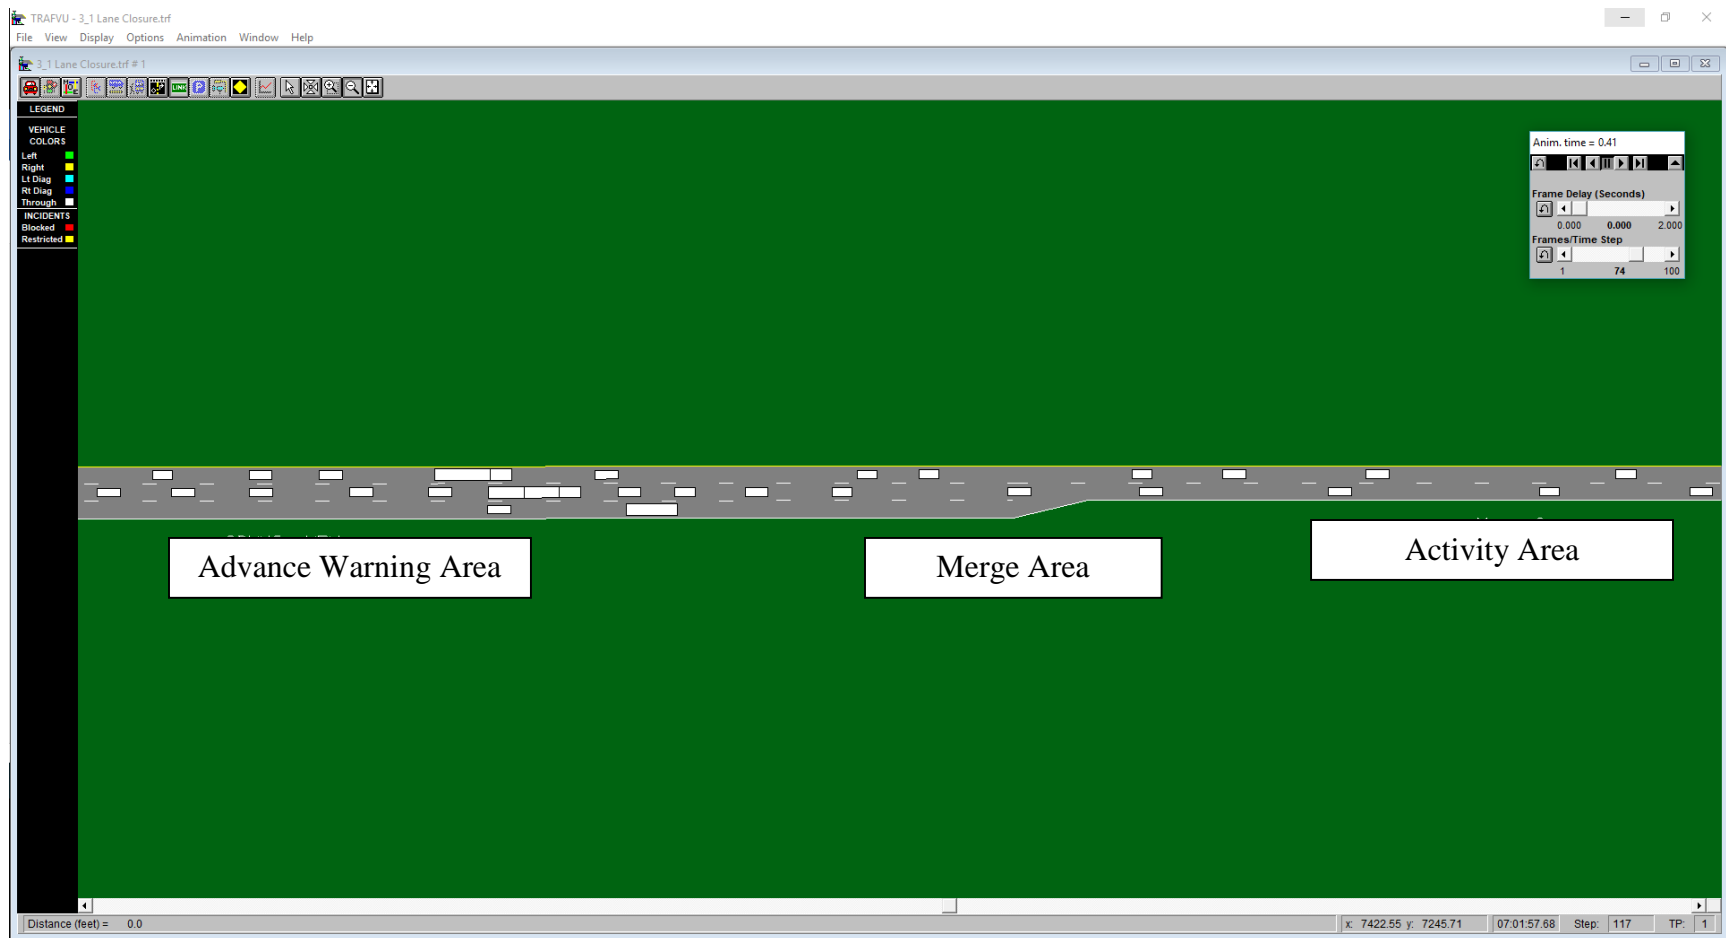 TRAFVU - 3_1 Lane Closure.trf
File View Display Options Animation Window Help
3_1 Lane Closure.trf # 1
LINK
LEGEND
VEHICLE
COLORS
Left
Right
Lt Diag
Rt Diag
Through
INCIDENTS
Blocked
Restricted
Anim. time = 0.41
Frame Delay (Seconds)
0.000 0.000 2.000
Frames/Time Step
1 74 100
Advance Warning Area
Merge Area
Activity Area
Distance (feet) = 0.0
x: 7422.55 y: 7245.71 07:01:57.68 Step: 117 TP: 1